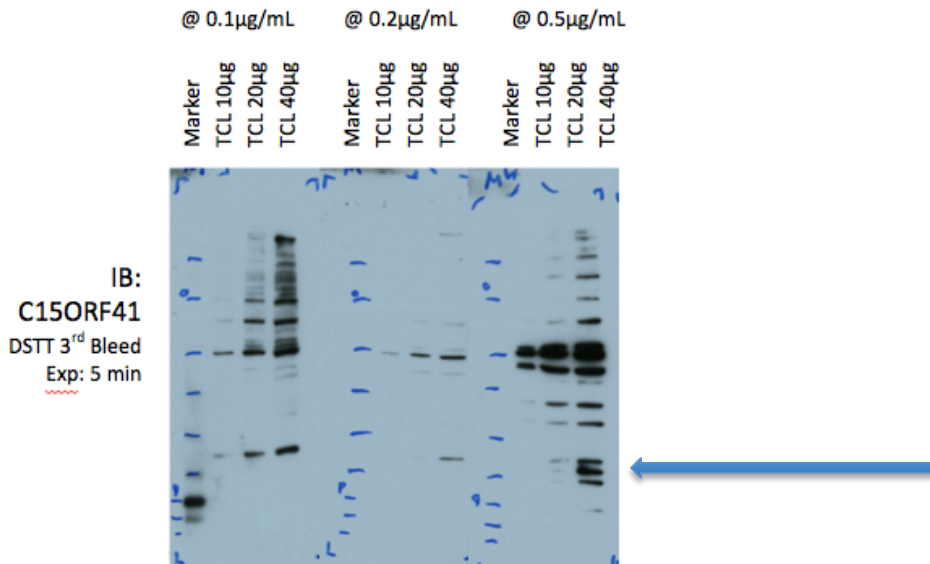 @ 0.1µg/mL
@ 0.2µg/mL
@ 0.5µg/mL
Marker
TCL 10µg
TCL 20µg
TCL 40µg
Marker
TCL 10µg
TCL 20µg
TCL 40µg
Marker
TCL 10µg
TCL 20µg
TCL 40µg
MW
IB:
C15ORF41
DSTT 3rd Bleed
Exp: 5 min